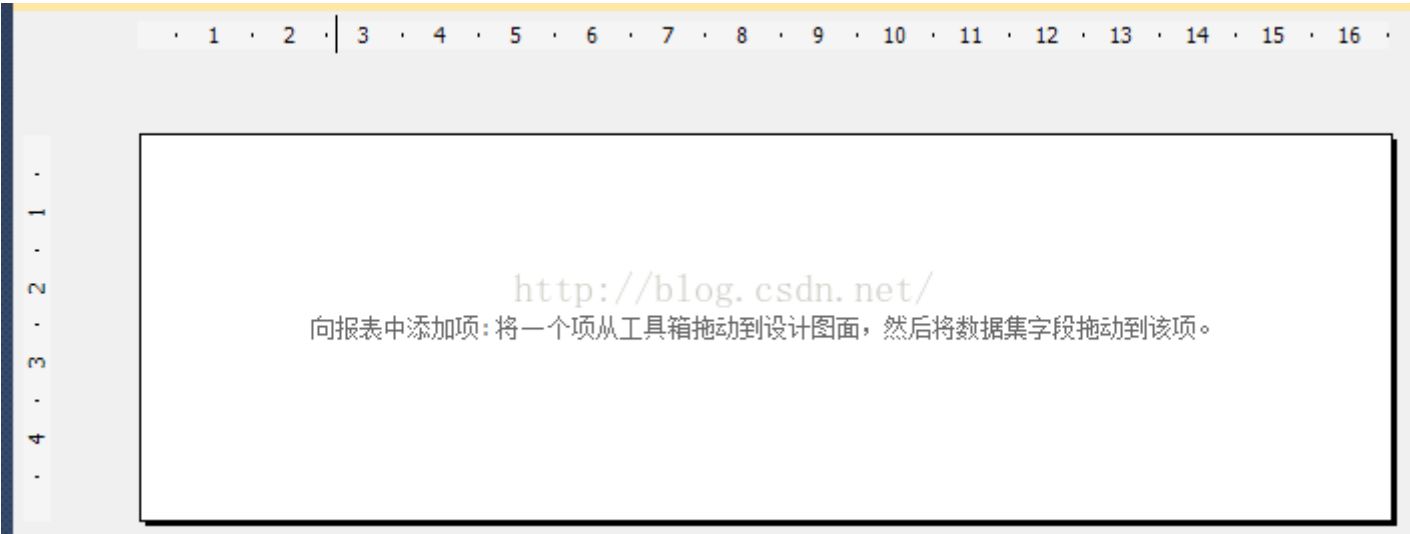 · 1 · 2 · 3 · 4 · 5 · 6 · 7 · 8 · 9 · 10 · 11 · 12 · 13 · 14 · 15 · 16 ·
· 1 · 2 · 3 · 4 ·
http://blog.csdn.net/
向报表中添加项:将一个项从工具箱拖动到设计图面，然后将数据集字段拖动到该项。